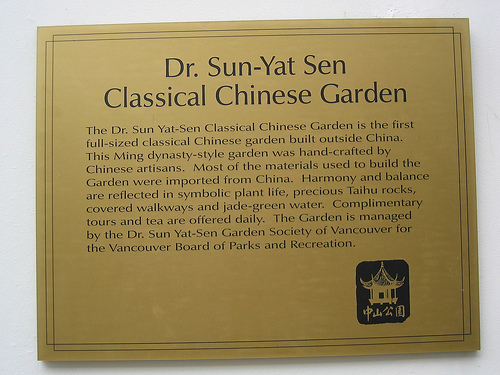 Dr. Sun-Yat Sen
Classical Chinese Garden
The Dr. Sun Yat-Sen Classical Chinese Garden is the first
full-sized classical Chinese garden built outside China.
This Ming dynasty-style garden was hand-crafted by
Chinese artisans. Most of the materials used to build the
Garden were imported from China. Harmony and balance
are reflected in symbolic plant life, precious Taihu rocks,
covered walkways and jade-green water. Complimentary
tours and tea are offered daily. The Garden is managed
by the Dr. Sun Yat-Sen Garden Society of Vancouver for
the Vancouver Board of Parks and Recreation.
中山公園